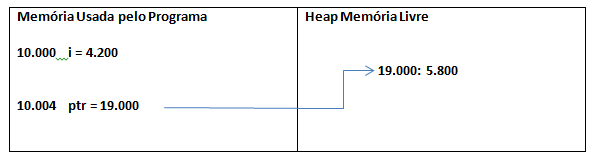 Memória Usada pelo Programa
Heap Memória Livre
10.000 i = 4.200
19.000: 5.800
10.004 ptr = 19.000